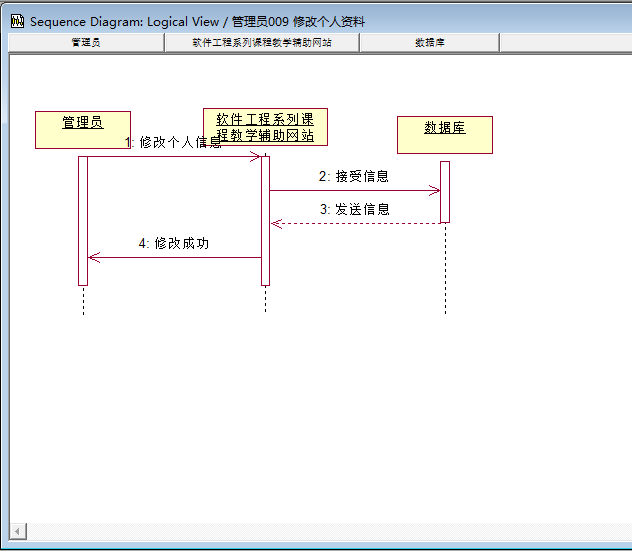 Sequence Diagram: Logical View / 管理员009 修改个人资料
管理员 软件工程系列课程教学辅助网站 数据库
管理员
软件工程系列课
程教学辅助网站
数据库
1: 修改个人信息
2: 接受信息
3: 发送信息
4: 修改成功